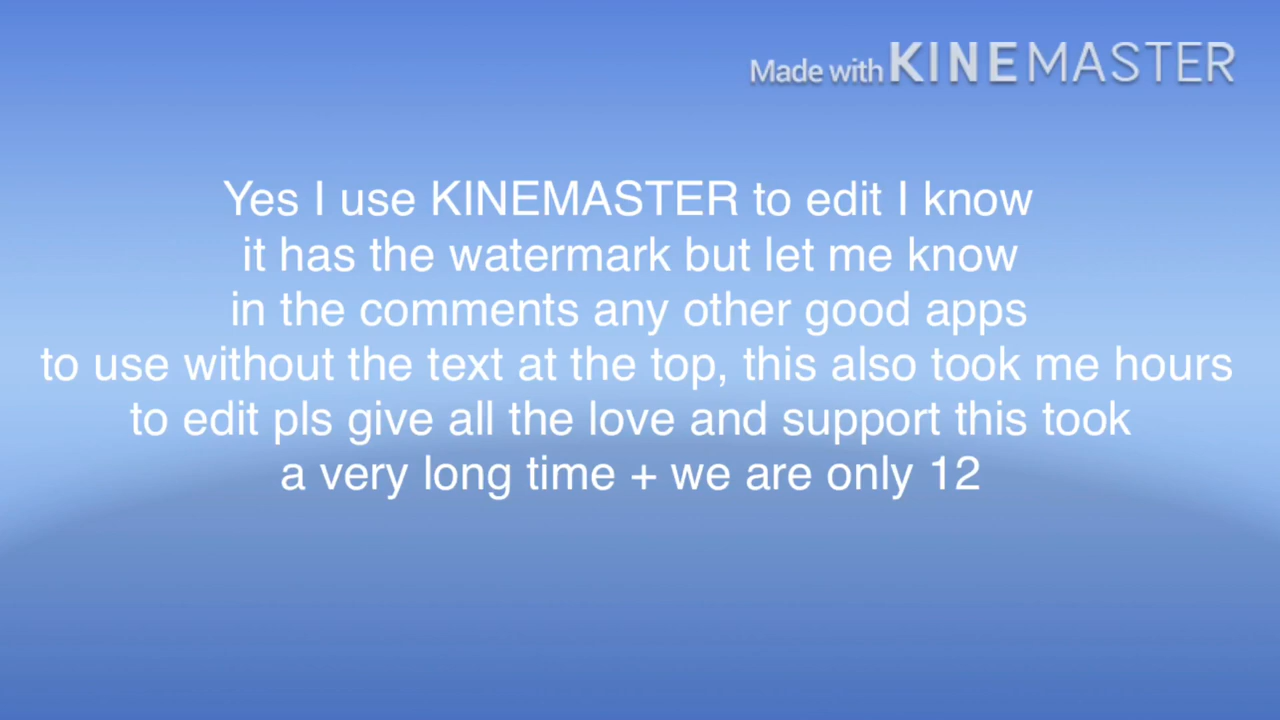 Made with KINEMASTER
Yes I use KINEMASTER to edit I know
it has the watermark but let me know
in the comments any other good apps
to use without the text at the top, this also took me hours
to edit pls give all the love and support this took
a very long time + we are only 12